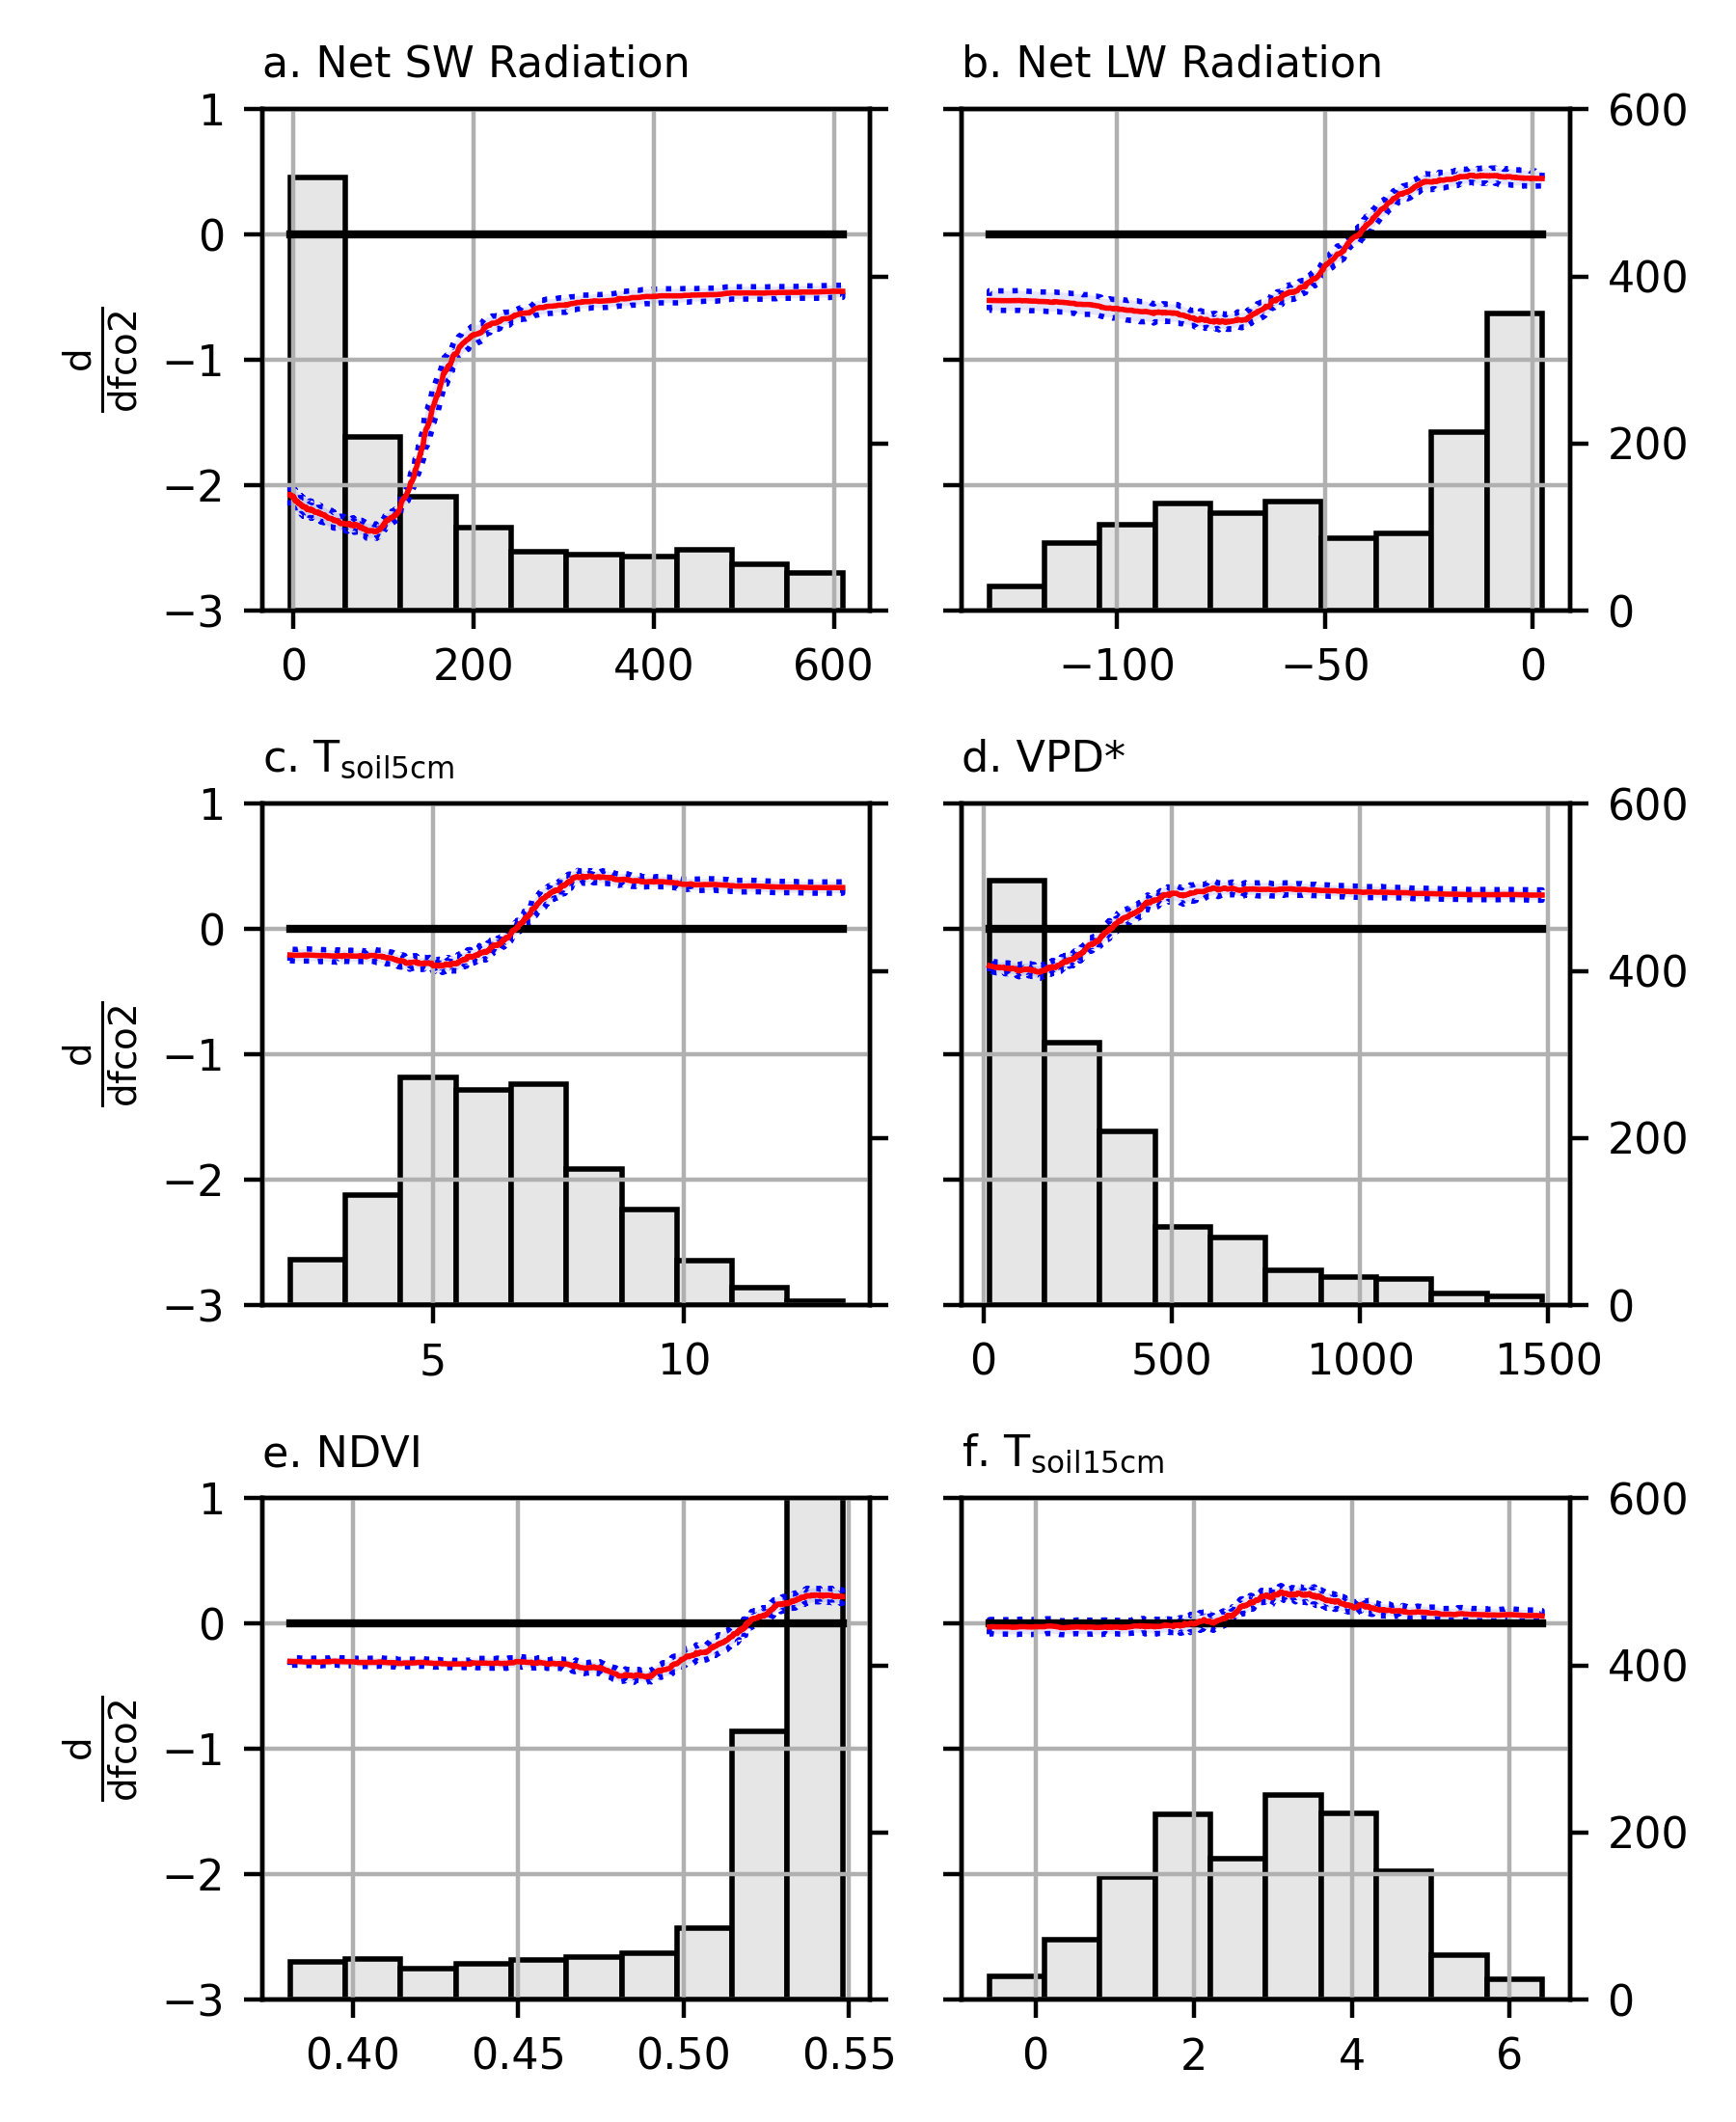 a. Net SW Radiation
b. Net LW Radiation
1
0
−1
−2
−3
d
dfco2
0 200 400 600
600
400
200
0
−100 −50 0
c. Tsoil5cm
d. VPD*
1
0
−1
−2
−3
d
dfco2
5 10
600
400
200
0
0 500 1000 1500
e. NDVI
f. Tsoil15cm
1
0
−1
−2
−3
d
dfco2
0.40 0.45 0.50 0.55
600
400
200
0
0 2 4 6